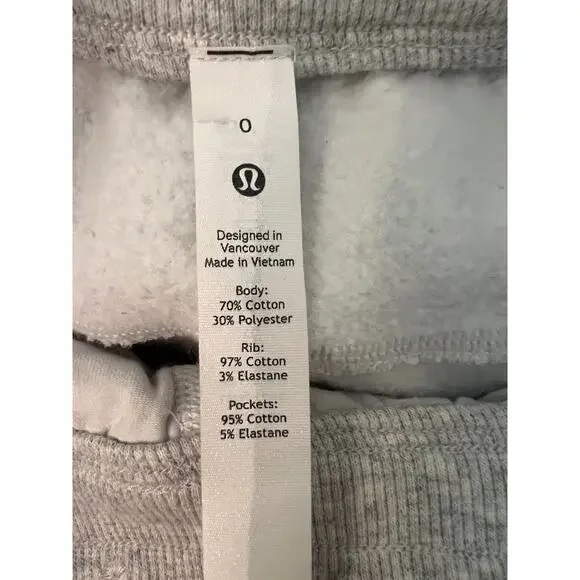 0
Designed in
Vancouver
Made in Vietnam
Body:
70% Cotton
30% Polyester
Rib:
97% Cotton
3% Elastane
Pockets:
95% Cotton
5% Elastane